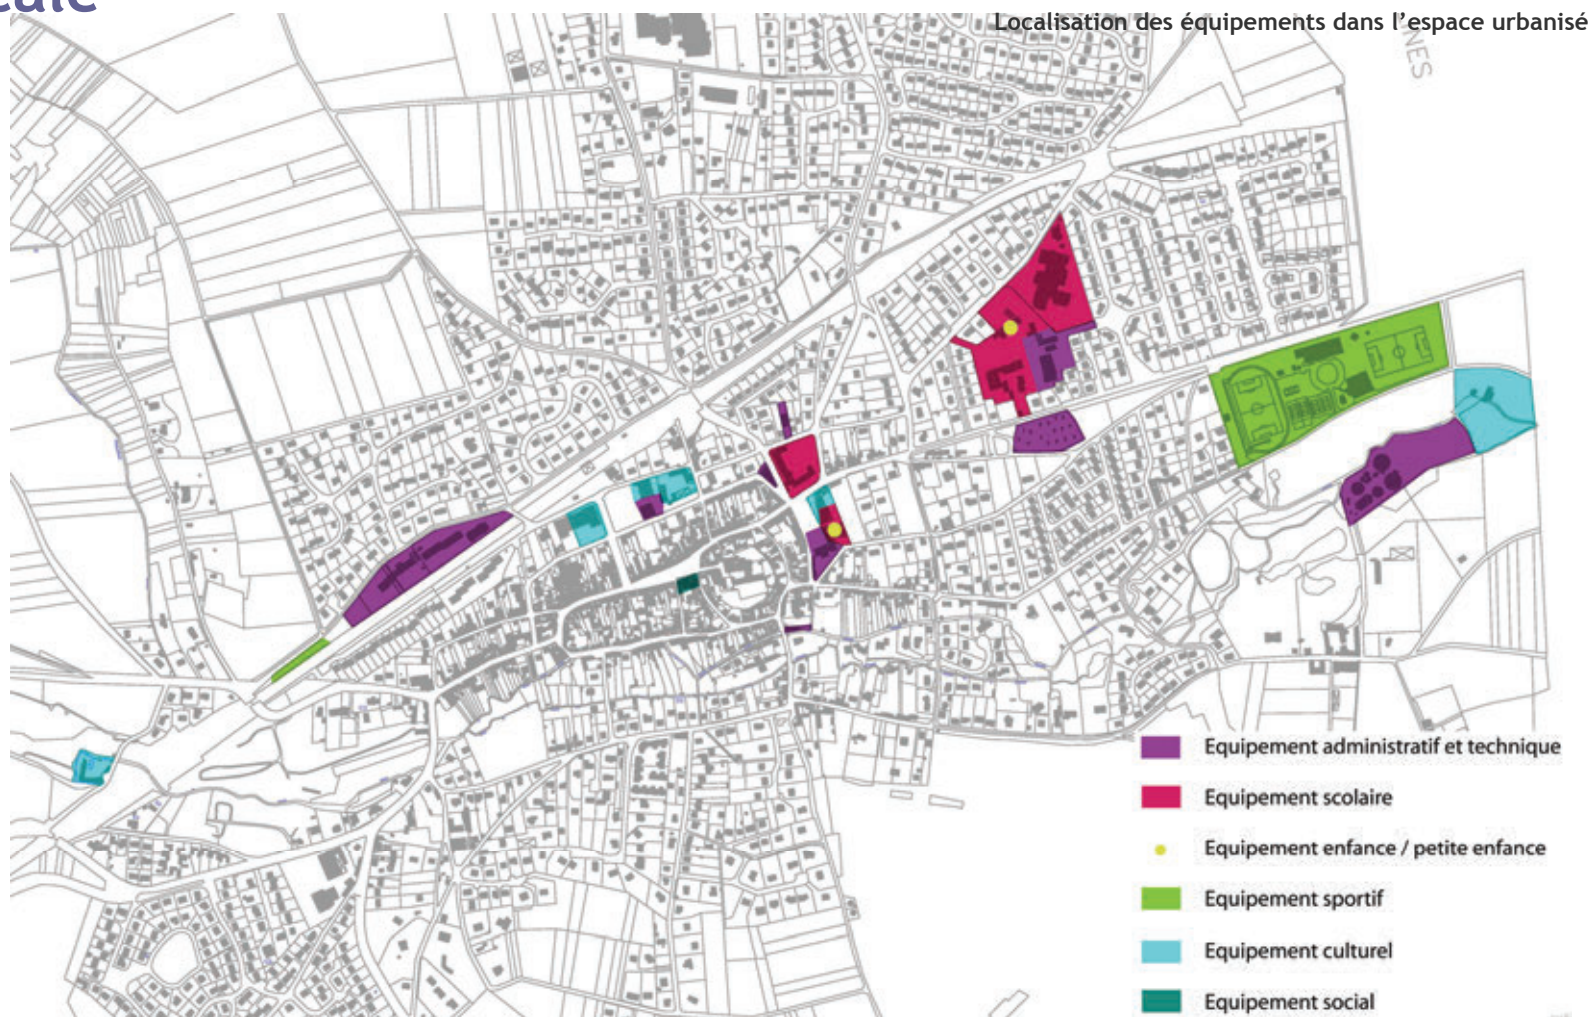 Localisation des équipements dans l'espace urbanisé
Equipement administratif et technique
Equipement scolaire
Equipement enfance / petite enfance
Equipement sportif
Equipement culturel
Equipement social